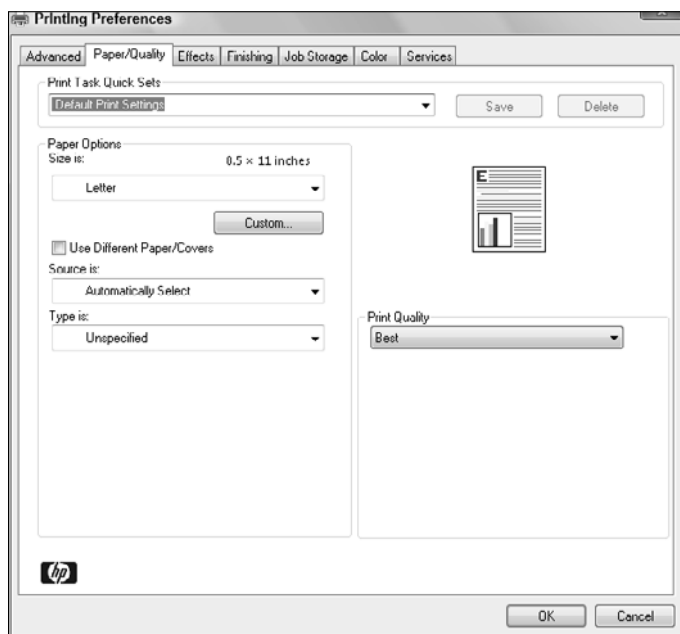 Printing Preferences
Advanced Paper/Quality Effects Finishing Job Storage Color Services
Print Task Quick Sets
Default Print Settings Save Delete
Paper Options
Size is: 8.5 × 11 inches
Letter
Custom...
Use Different Paper/Covers
Source is:
Automatically Select
Type is:
Unspecified
Print Quality
Best
E
hp
OK Cancel